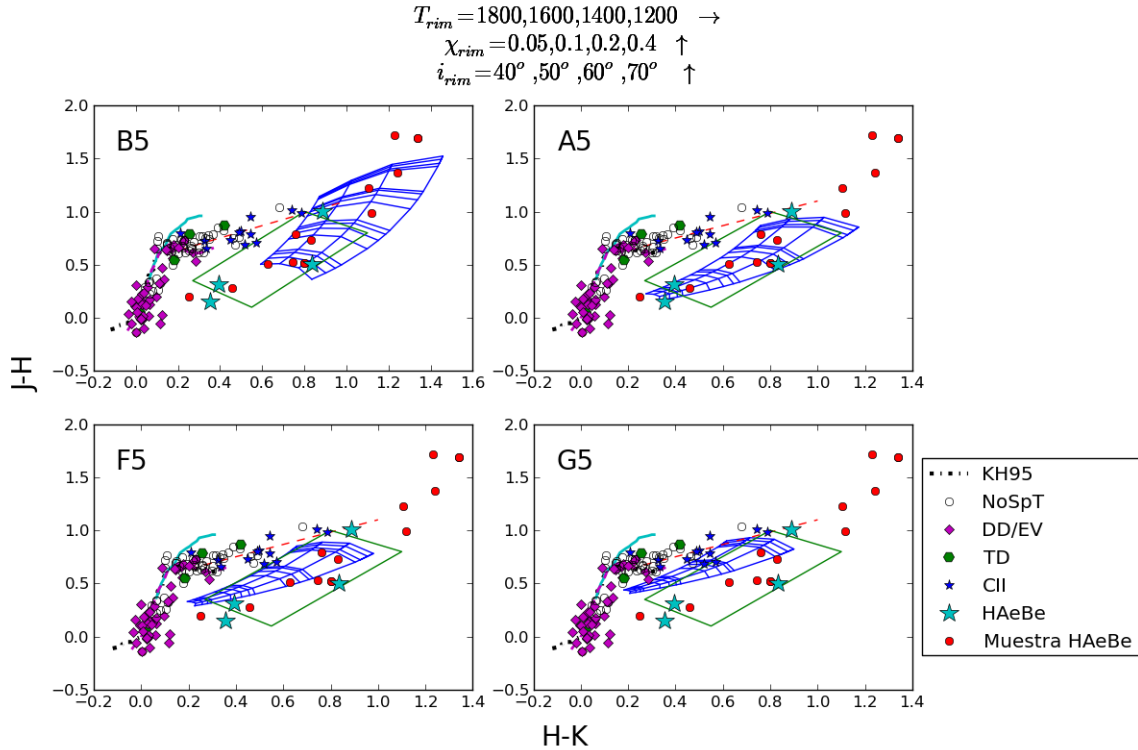 T_rim=1800,1600,1400,1200 →
χ_rim=0.05,0.1,0.2,0.4 ↑
i_rim=40° ,50° ,60° ,70° ↑
B5
2.0
1.5
1.0
0.5
0.0
−0.5
−0.2 0.0 0.2 0.4 0.6 0.8 1.0 1.2 1.4 1.6
A5
2.0
1.5
1.0
0.5
0.0
−0.5
−0.2 0.0 0.2 0.4 0.6 0.8 1.0 1.2 1.4
J-H
F5
2.0
1.5
1.0
0.5
0.0
−0.5
−0.2 0.0 0.2 0.4 0.6 0.8 1.0 1.2 1.4
G5
2.0
1.5
1.0
0.5
0.0
−0.5
−0.2 0.0 0.2 0.4 0.6 0.8 1.0 1.2 1.4
KH95
NoSpT
DD/EV
TD
CII
HAeBe
Muestra HAeBe
H-K